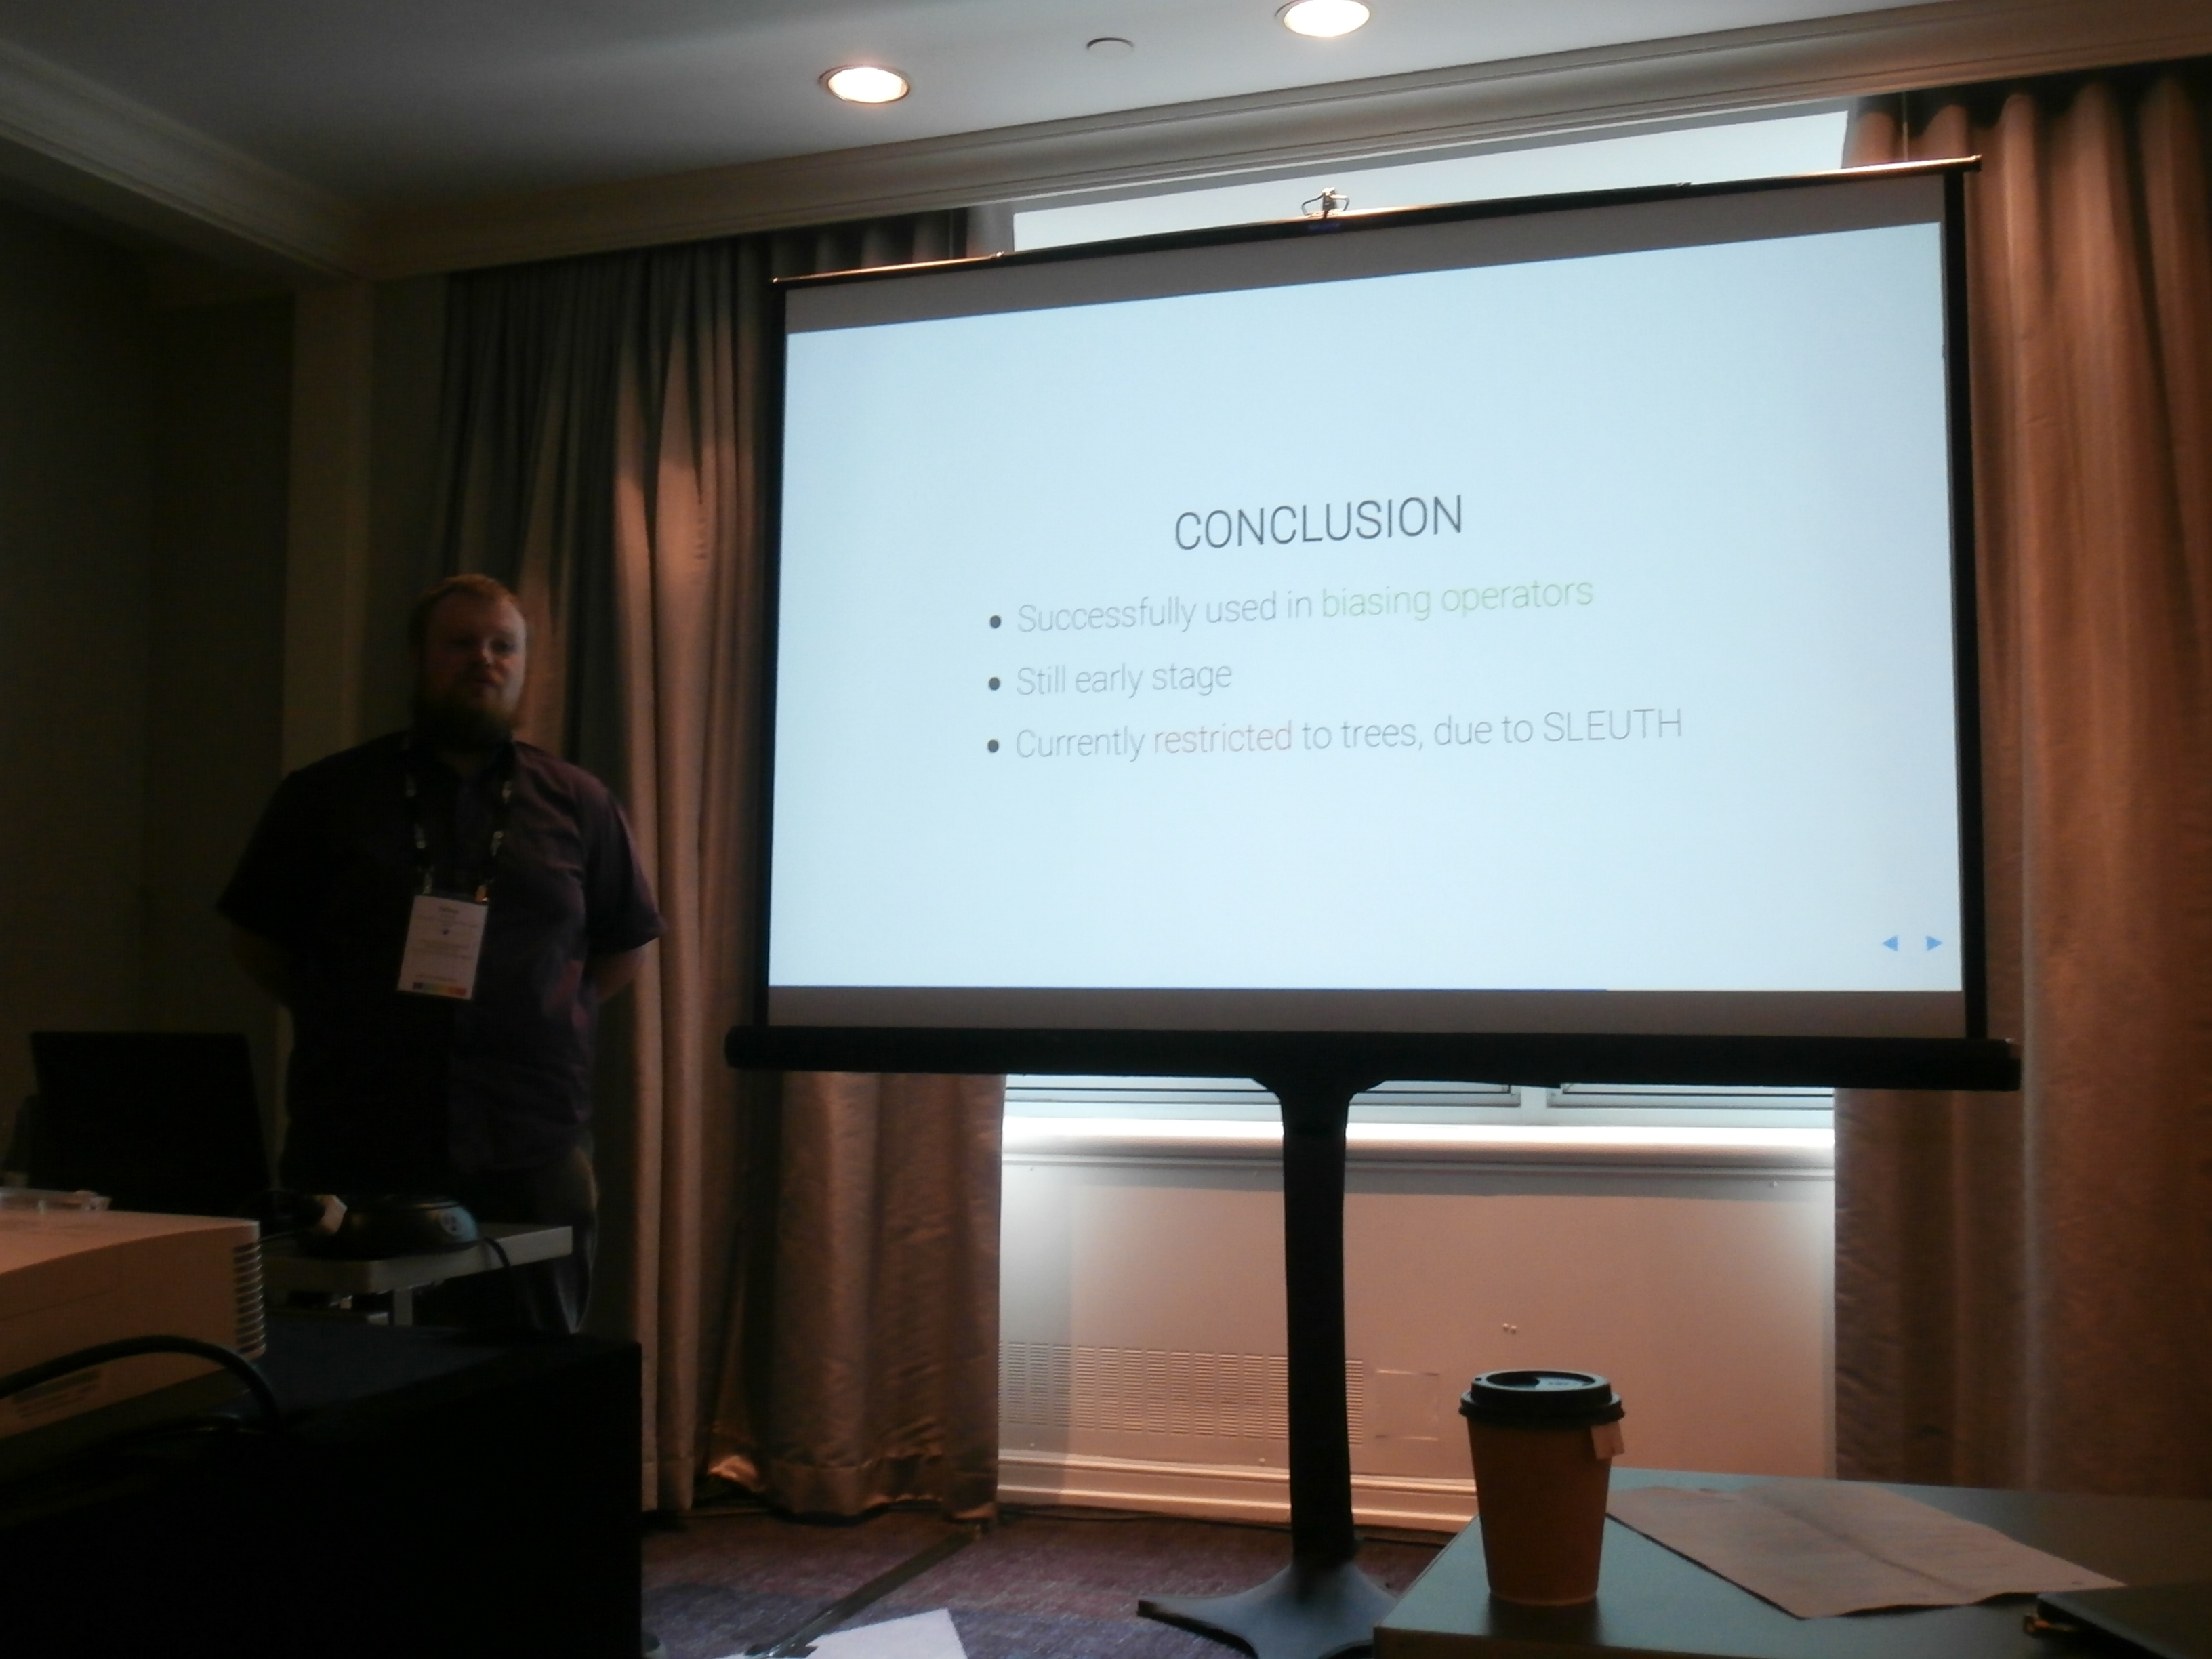 CONCLUSION
Successfully used in biasing operators
Still early stage
Currently restricted to trees, due to SLEUTH